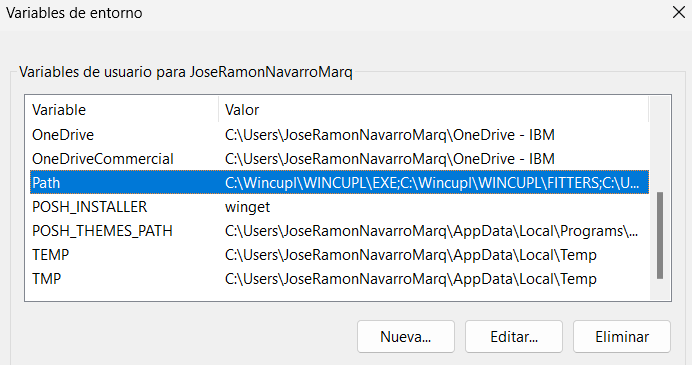 Variables de entorno
Variables de usuario para JoseRamonNavarroMarq
Variable Valor
OneDrive C:\Users\JoseRamonNavarroMarq\OneDrive - IBM
OneDriveCommercial C:\Users\JoseRamonNavarroMarq\OneDrive - IBM
Path C:\Wincupl\WINCUPL\EXE;C:\Wincupl\WINCUPL\FITTERS;C:\U...
POSH_INSTALLER winget
POSH_THEMES_PATH C:\Users\JoseRamonNavarroMarq\AppData\Local\Programs\...
TEMP C:\Users\JoseRamonNavarroMarq\AppData\Local\Temp
TMP C:\Users\JoseRamonNavarroMarq\AppData\Local\Temp
Nueva... Editar... Eliminar